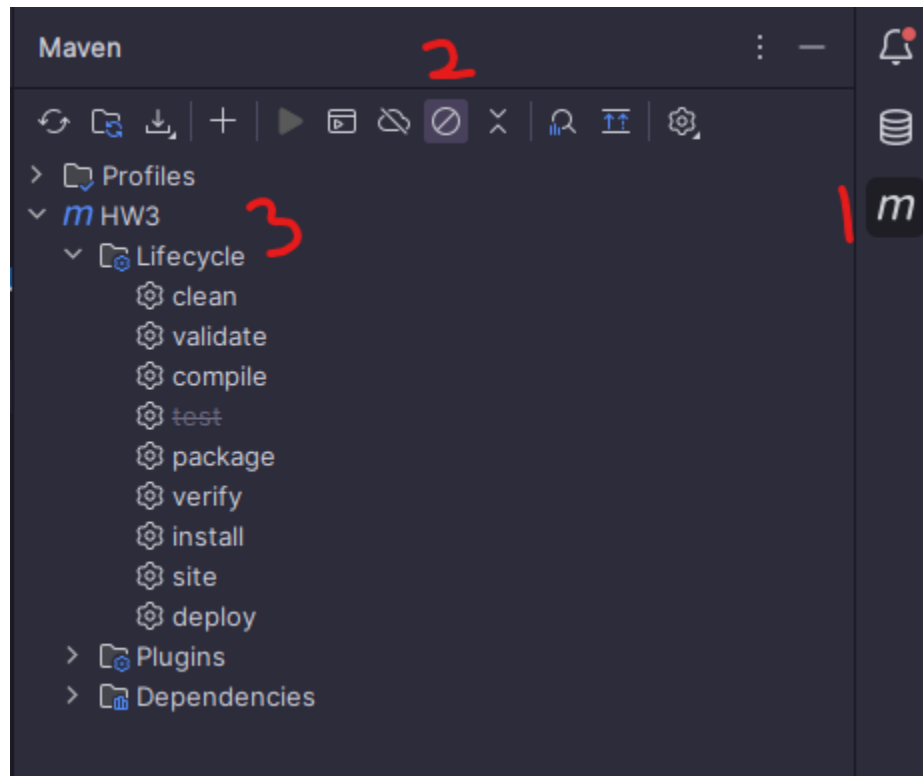 Maven
2
Profiles
m HW3
3
Lifecycle
1
m
clean
validate
compile
test
package
verify
install
site
deploy
Plugins
Dependencies